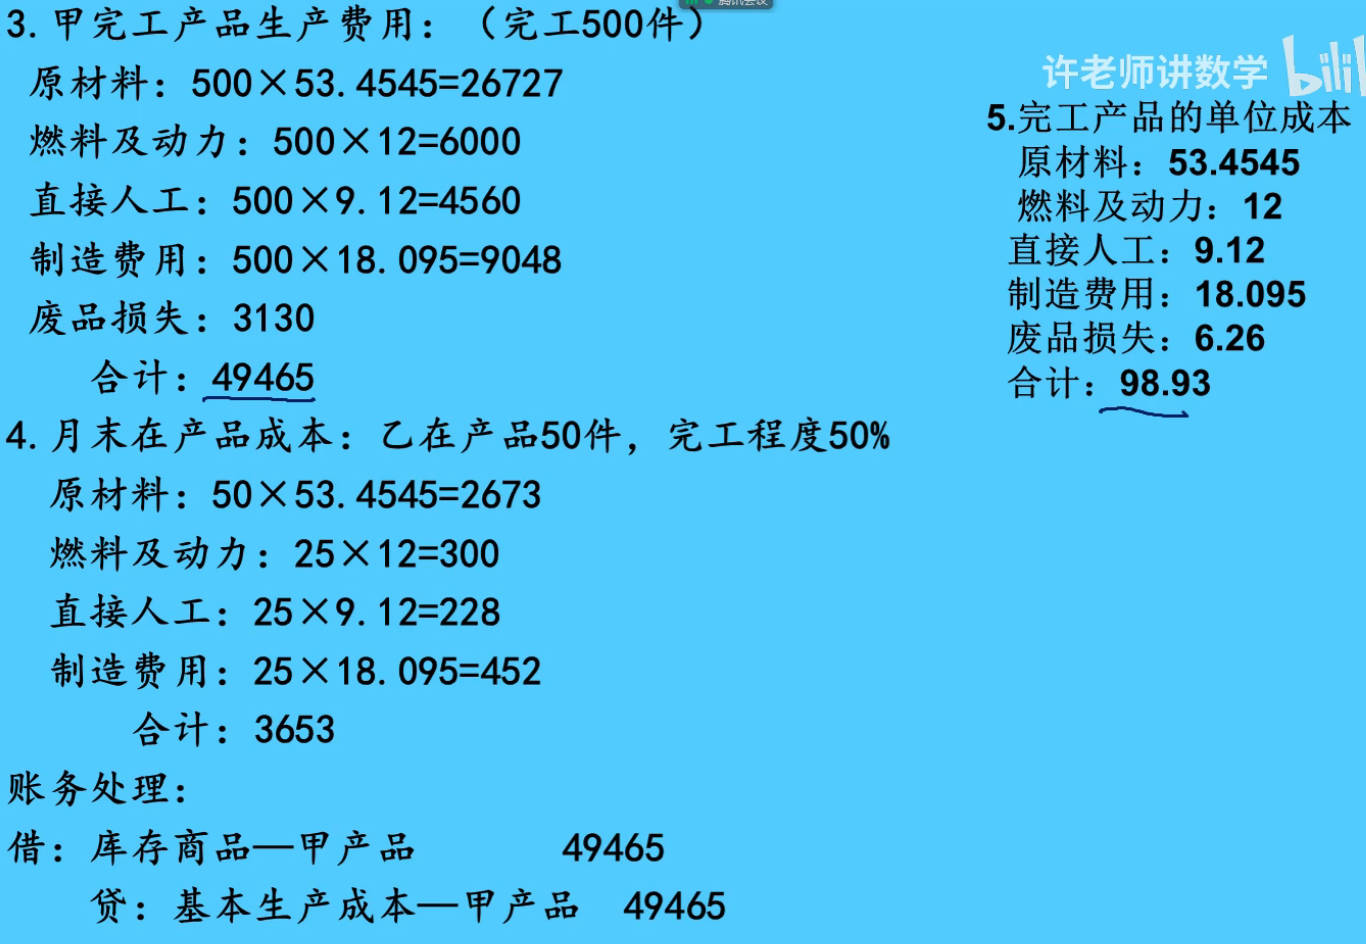 腾讯会议
3. 甲完工产品生产费用：（完工500件）
原材料：500×53.4545=26727
燃料及动力：500×12=6000
直接人工：500×9.12=4560
制造费用：500×18.095=9048
废品损失：3130
合计：49465
4. 月末在产品成本：乙在产品50件，完工程度50%
原材料：50×53.4545=2673
燃料及动力：25×12=300
直接人工：25×9.12=228
制造费用：25×18.095=452
合计：3653
账务处理：
借：库存商品—甲产品 49465
贷：基本生产成本—甲产品 49465
许老师讲数学 bili
5.完工产品的单位成本
原材料：53.4545
燃料及动力：12
直接人工：9.12
制造费用：18.095
废品损失：6.26
合计：98.93